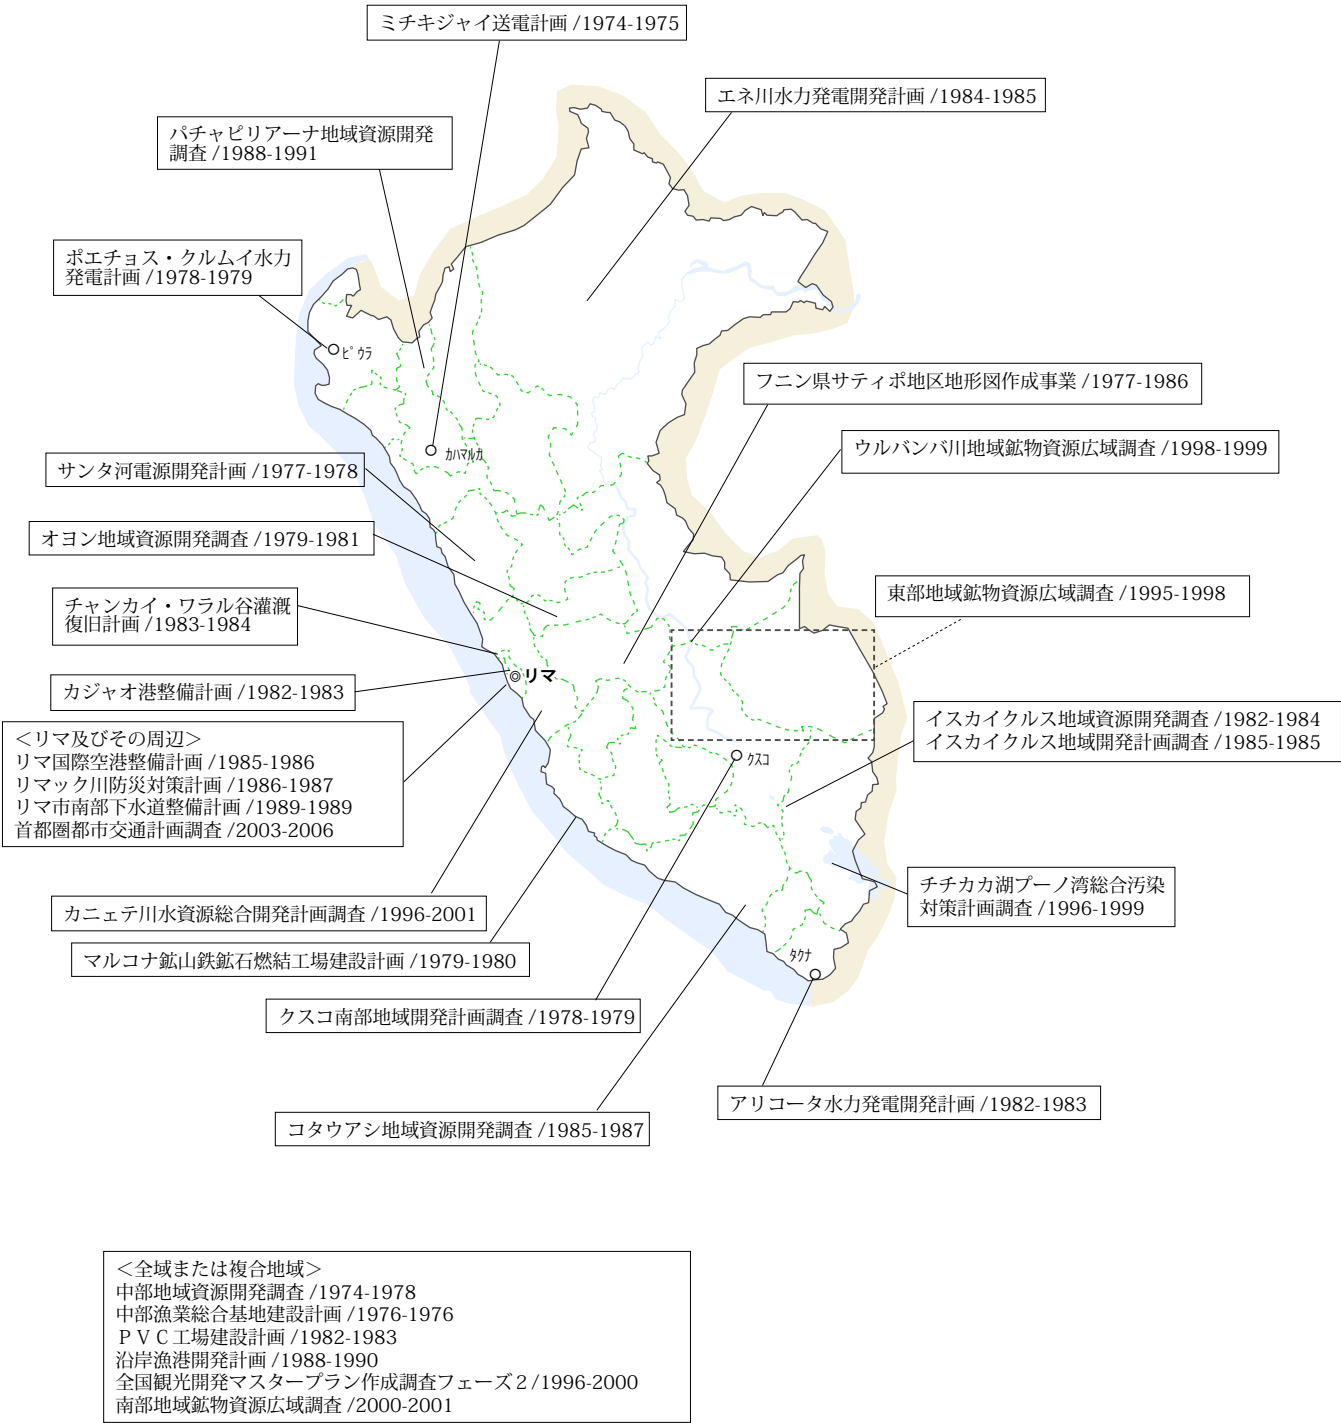 ミチキジャイ送電計画 /1974-1975
エネ川水力発電開発計画 /1984-1985
パチャピリアーナ地域資源開発
調査 /1988-1991
ポエチョス・クルムイ水力
発電計画 /1978-1979
ピウラ
フニン県サティポ地区地形図作成事業 /1977-1986
ウルバンバ川地域鉱物資源広域調査 /1998-1999
カハマルカ
サンタ河電源開発計画 /1977-1978
オヨン地域資源開発調査 /1979-1981
東部地域鉱物資源広域調査 /1995-1998
チャンカイ・ワラル谷灌漑
復旧計画 /1983-1984
リマ
カジャオ港整備計画 /1982-1983
イスカイクルス地域資源開発調査 /1982-1984
イスカイクルス地域開発計画調査 /1985-1985
＜リマ及びその周辺＞
リマ国際空港整備計画 /1985-1986
リマック川防災対策計画 /1986-1987
リマ市南部下水道整備計画 /1989-1989
首都圏都市交通計画調査 /2003-2006
クスコ
チチカカ湖プーノ湾総合汚染
対策計画調査 /1996-1999
カニェテ川水資源総合開発計画調査 /1996-2001
マルコナ鉱山鉄鉱石燃結工場建設計画 /1979-1980
タクナ
クスコ南部地域開発計画調査 /1978-1979
アリコータ水力発電開発計画 /1982-1983
コタウアシ地域資源開発調査 /1985-1987
＜全域または複合地域＞
中部地域資源開発調査 /1974-1978
中部漁業総合基地建設計画 /1976-1976
ＰＶＣ工場建設計画 /1982-1983
沿岸漁港開発計画 /1988-1990
全国観光開発マスタープラン作成調査フェーズ２/1996-2000
南部地域鉱物資源広域調査 /2000-2001